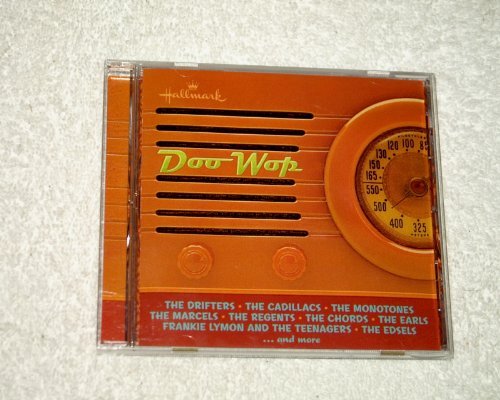 Hallmark
Doo Wop
120 100 85
130
150
165
550
500
400 325
THE DRIFTERS • THE CADILLACS • THE MONOTONES
THE MARCELS • THE REGENTS • THE CHORDS • THE EARLS
FRANKIE LYMON AND THE TEENAGERS • THE EDSELS
... and more